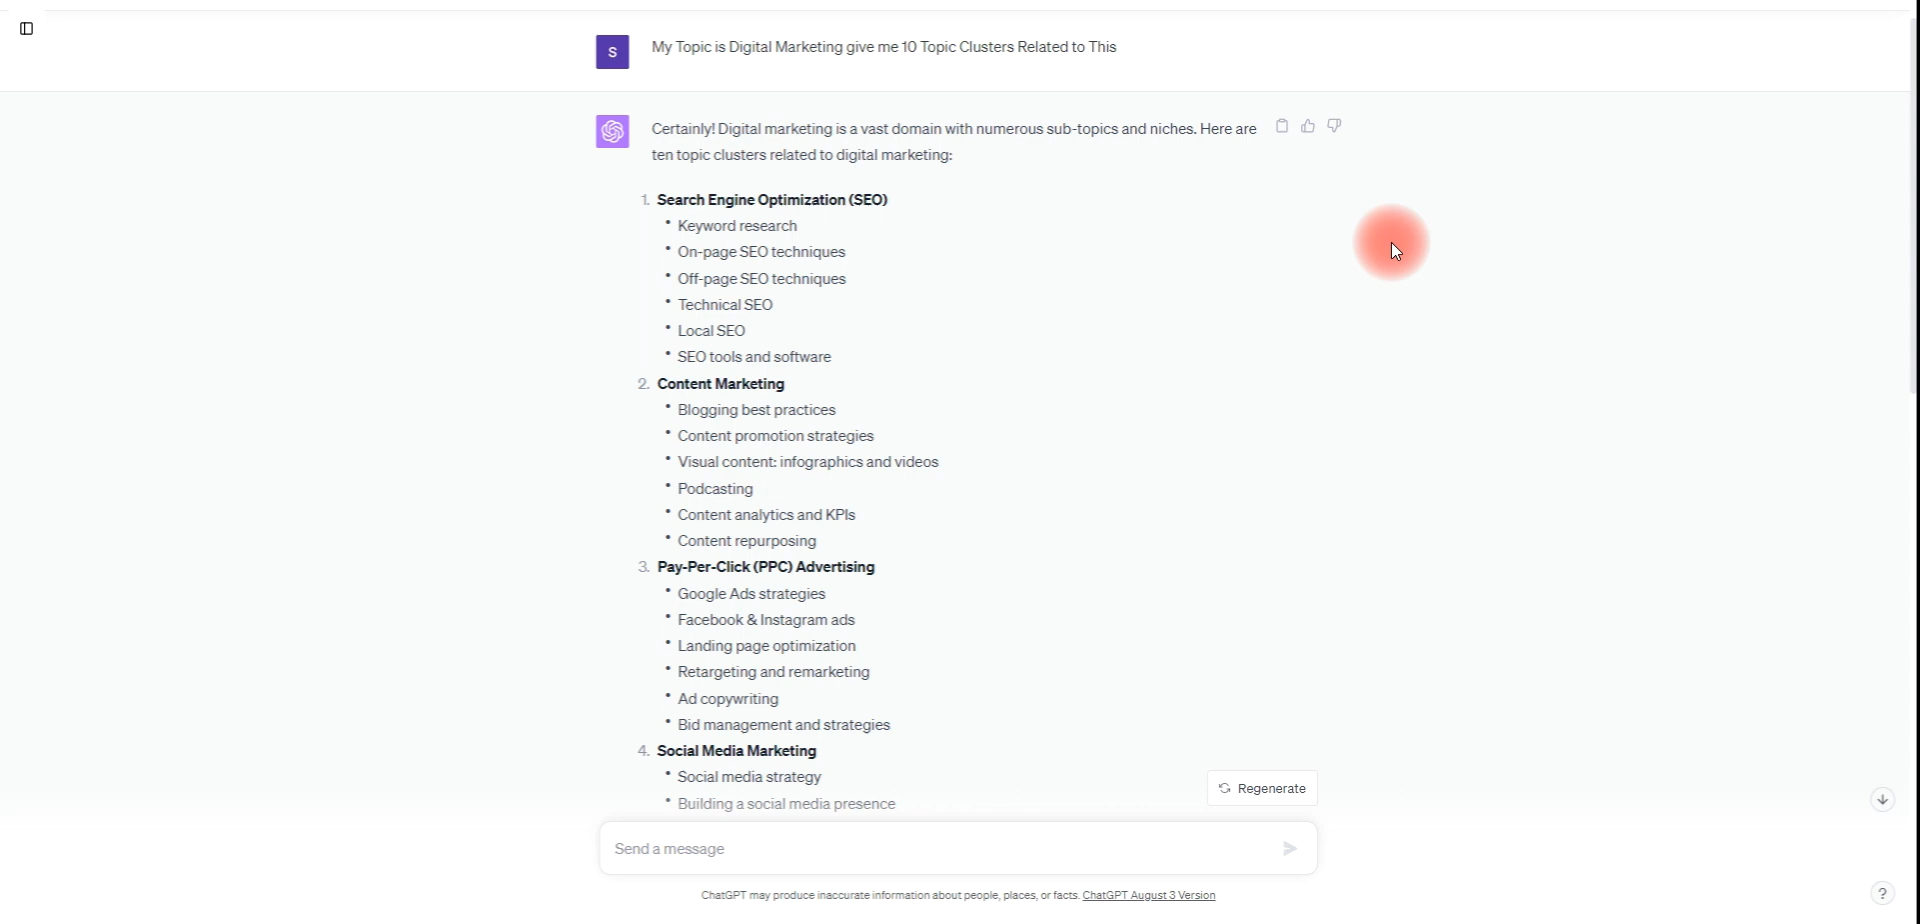 S
My Topic is Digital Marketing give me 10 Topic Clusters Related to This
Certainly! Digital marketing is a vast domain with numerous sub-topics and niches. Here are
ten topic clusters related to digital marketing:
1. Search Engine Optimization (SEO)
• Keyword research
• On-page SEO techniques
• Off-page SEO techniques
• Technical SEO
• Local SEO
• SEO tools and software
2. Content Marketing
• Blogging best practices
• Content promotion strategies
• Visual content: infographics and videos
• Podcasting
• Content analytics and KPIs
• Content repurposing
3. Pay-Per-Click (PPC) Advertising
• Google Ads strategies
• Facebook & Instagram ads
• Landing page optimization
• Retargeting and remarketing
• Ad copywriting
• Bid management and strategies
4. Social Media Marketing
• Social media strategy
• Building a social media presence
Regenerate
Send a message
ChatGPT may produce inaccurate information about people, places, or facts. ChatGPT August 3 Version
?